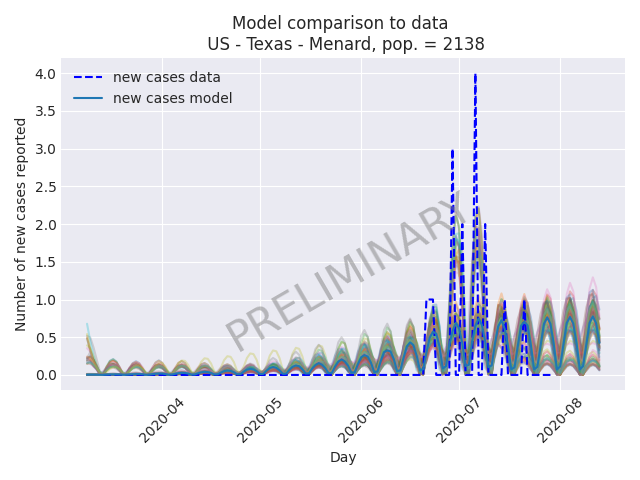 Model comparison to data
US - Texas - Menard, pop. = 2138
new cases data
new cases model
Number of new cases reported
4.0
3.5
3.0
2.5
2.0
1.5
1.0
0.5
0.0
PRELIMINARY
2020-04
2020-05
2020-06
2020-07
2020-08
Day